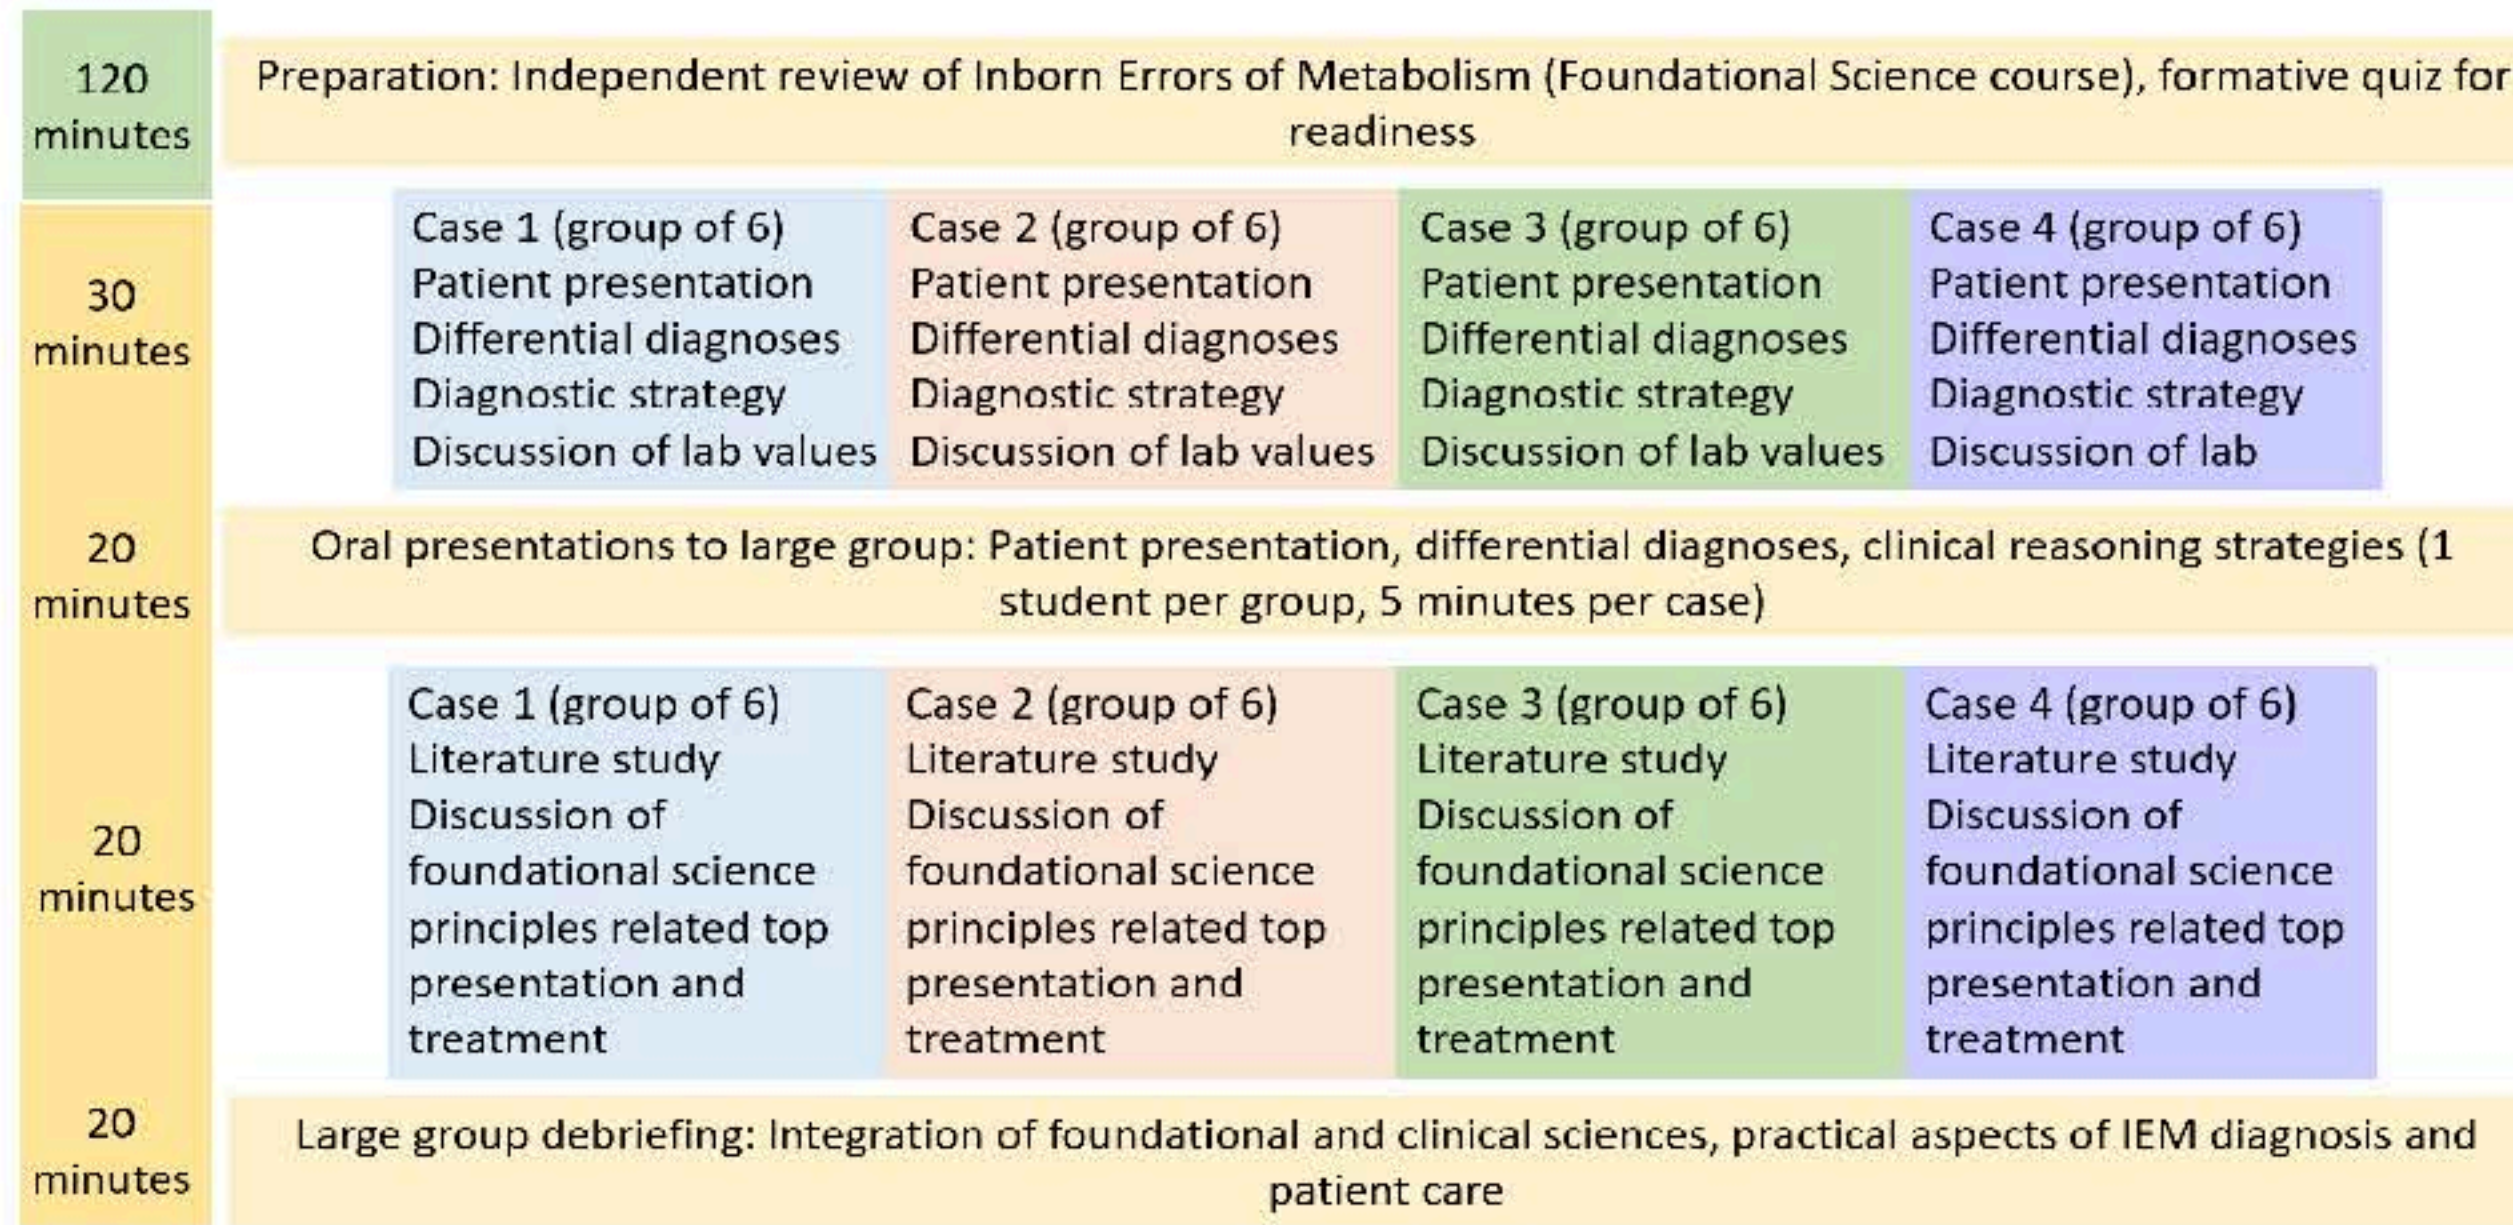 120
minutes
Preparation: Independent review of Inborn Errors of Metabolism (Foundational Science course), formative quiz for
readiness
30
minutes
Case 1 (group of 6)
Patient presentation
Differential diagnoses
Diagnostic strategy
Discussion of lab values
Case 2 (group of 6)
Patient presentation
Differential diagnoses
Diagnostic strategy
Discussion of lab values
Case 3 (group of 6)
Patient presentation
Differential diagnoses
Diagnostic strategy
Discussion of lab values
Case 4 (group of 6)
Patient presentation
Differential diagnoses
Diagnostic strategy
Discussion of lab
20
minutes
Oral presentations to large group: Patient presentation, differential diagnoses, clinical reasoning strategies (1
student per group, 5 minutes per case)
20
minutes
Case 1 (group of 6)
Literature study
Discussion of
foundational science
principles related top
presentation and
treatment
Case 2 (group of 6)
Literature study
Discussion of
foundational science
principles related top
presentation and
treatment
Case 3 (group of 6)
Literature study
Discussion of
foundational science
principles related top
presentation and
treatment
Case 4 (group of 6)
Literature study
Discussion of
foundational science
principles related top
presentation and
treatment
20
minutes
Large group debriefing: Integration of foundational and clinical sciences, practical aspects of IEM diagnosis and
patient care